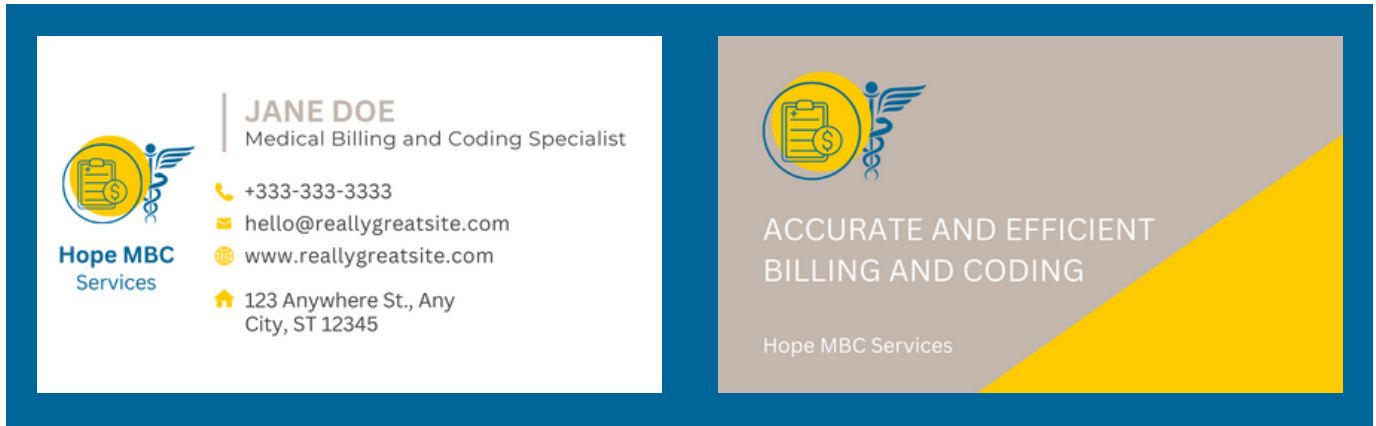 JANE DOE
Medical Billing and Coding Specialist
+333-333-3333
hello@reallygreatsite.com
www.reallygreatsite.com
123 Anywhere St., Any
City, ST 12345
Hope MBC
Services
ACCURATE AND EFFICIENT
BILLING AND CODING
Hope MBC Services